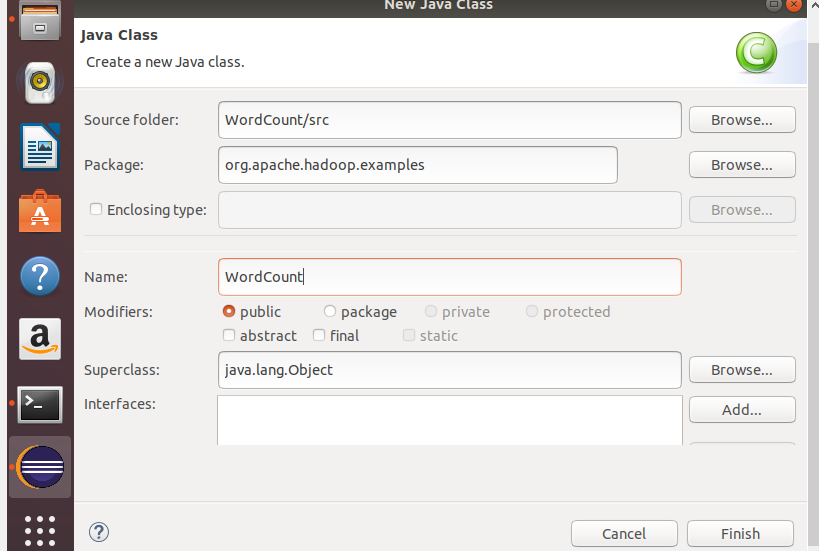 New Java Class
Java Class
Create a new Java class.
Source folder: WordCount/src Browse...
Package: org.apache.hadoop.examples Browse...
Enclosing type: Browse...
Name: WordCount
Modifiers: public package private protected
abstract final static
Superclass: java.lang.Object Browse...
Interfaces: Add...
Cancel Finish